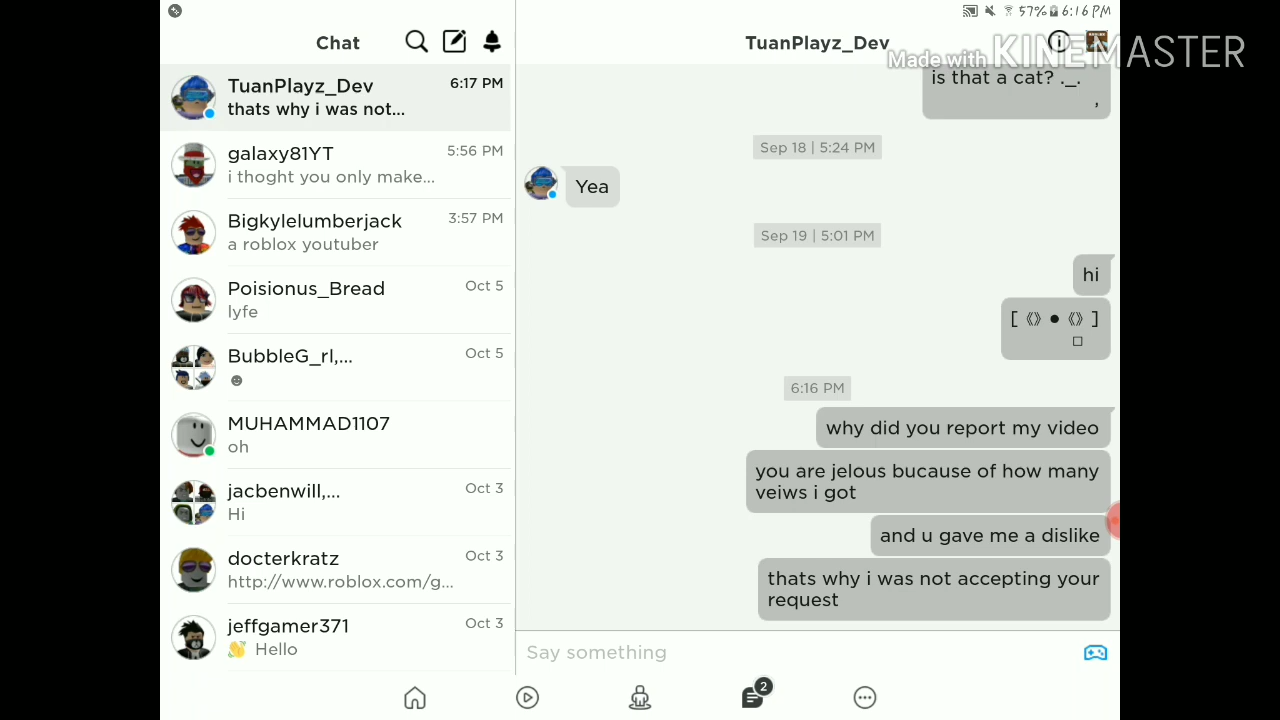 57% 6:16 PM
Made with KINEMASTER
Chat
TuanPlayz_Dev 6:17 PM
thats why i was not...
galaxy81YT 5:56 PM
i thoght you only make...
Bigkylelumberjack 3:57 PM
a roblox youtuber
Poisionus_Bread Oct 5
lyfe
BubbleG_rl,... Oct 5
☻
MUHAMMAD1107
oh
jacbenwill,... Oct 3
Hi
docterkratz Oct 3
http://www.roblox.com/g...
jeffgamer371 Oct 3
👋 Hello
TuanPlayz_Dev
is that a cat? ._.
,
Sep 18 | 5:24 PM
Yea
Sep 19 | 5:01 PM
hi
[ 《》 ● 《》 ]
□
6:16 PM
why did you report my video
you are jelous bucause of how many
veiws i got
and u gave me a dislike
thats why i was not accepting your
request
Say something
2